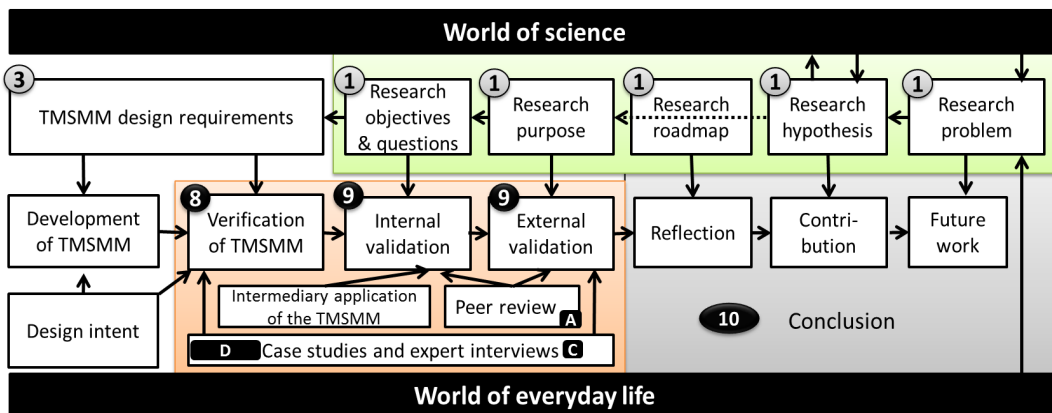 World of science
3
TMSMM design requirements
1
Research
objectives
& questions
1
Research
purpose
1
Research
roadmap
1
Research
hypothesis
1
Research
problem
Development
of TMSMM
8
Verification
of TMSMM
9
Internal
validation
9
External
validation
Reflection
Contri-
bution
Future
work
Design intent
Intermediary application
of the TMSMM
Peer review A
D Case studies and expert interviews C
10 Conclusion
World of everyday life